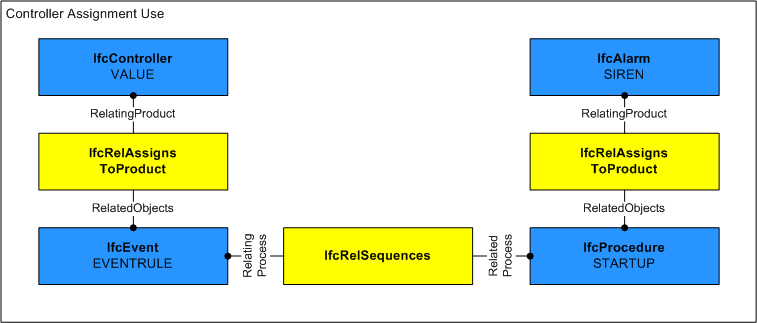 Controller Assignment Use
IfcController
VALUE
IfcAlarm
SIREN
RelatingProduct
RelatingProduct
IfcRelAssigns
ToProduct
IfcRelAssigns
ToProduct
RelatedObjects
RelatedObjects
IfcEvent
EVENTRULE
Relating
Process
IfcRelSequences
Related
Process
IfcProcedure
STARTUP